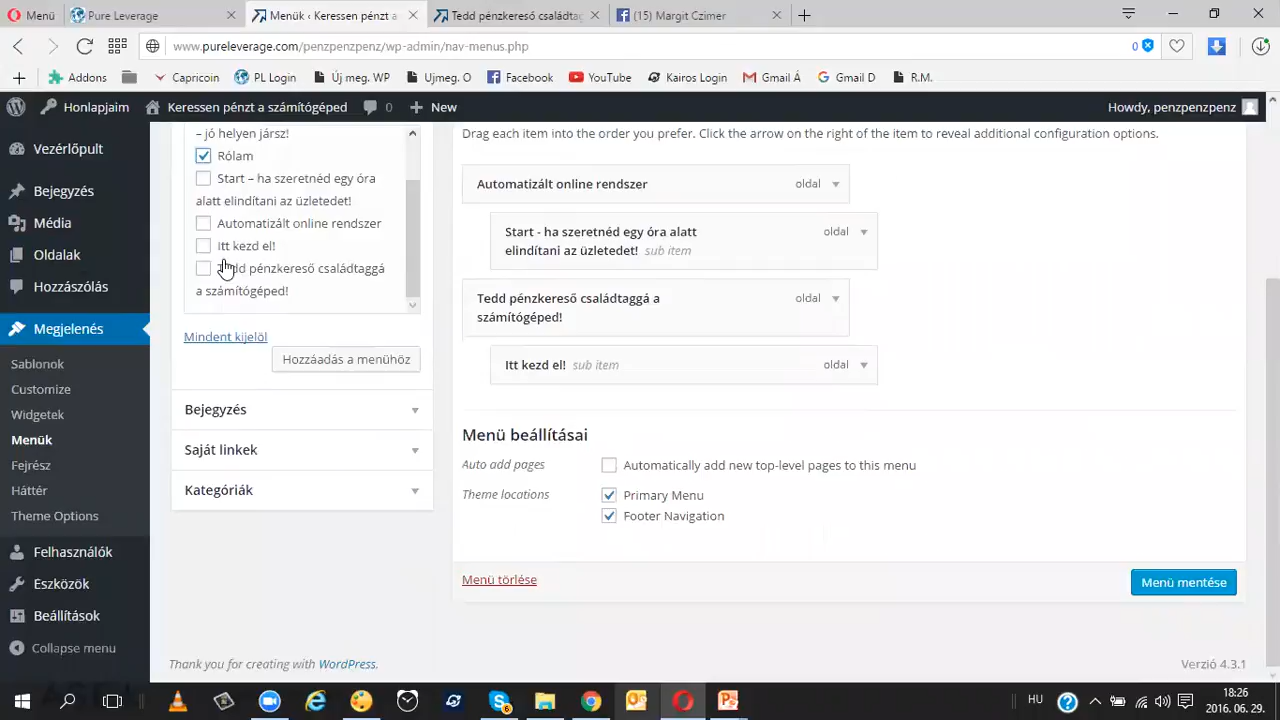 Menü
Pure Leverage
Menük ‹ Keressen pénzt a
Tedd pénzkereső családtag
(15) Margit Czimer
www.pureleverage.com/penzpenzpenz/wp-admin/nav-menus.php
0
Addons
Capricoin
PL Login
Új meg. WP
Ujmeg. O
Facebook
YouTube
Kairos Login
Gmail Á
Gmail D
R.M.
Honlapjaim
Keressen pénzt a számítógéped
0
New
Howdy, penzpenzpenz
Vezérlőpult
Bejegyzés
Média
Oldalak
Hozzászólás
Megjelenés
Sablonok
Customize
Widgetek
Menük
Fejrész
Háttér
Theme Options
Felhasználók
Eszközök
Beállítások
Collapse menu
– jó helyen jársz!
Rólam
Start – ha szeretnéd egy óra
alatt elindítani az üzletedet!
Automatizált online rendszer
Itt kezd el!
Tedd pénzkereső családtaggá
a számítógéped!
Mindent kijelöl
Hozzáadás a menühöz
Bejegyzés
Saját linkek
Kategóriák
Drag each item into the order you prefer. Click the arrow on the right of the item to reveal additional configuration options.
Automatizált online rendszer oldal
Start - ha szeretnéd egy óra alatt oldal
elindítani az üzletedet! sub item
Tedd pénzkereső családtaggá a oldal
számítógéped!
Itt kezd el! sub item oldal
Menü beállításai
Auto add pages
Automatically add new top-level pages to this menu
Theme locations
Primary Menu
Footer Navigation
Menü törlése
Menü mentése
Thank you for creating with WordPress.
Verzió 4.3.1
HU
18:26
2016. 06. 29.